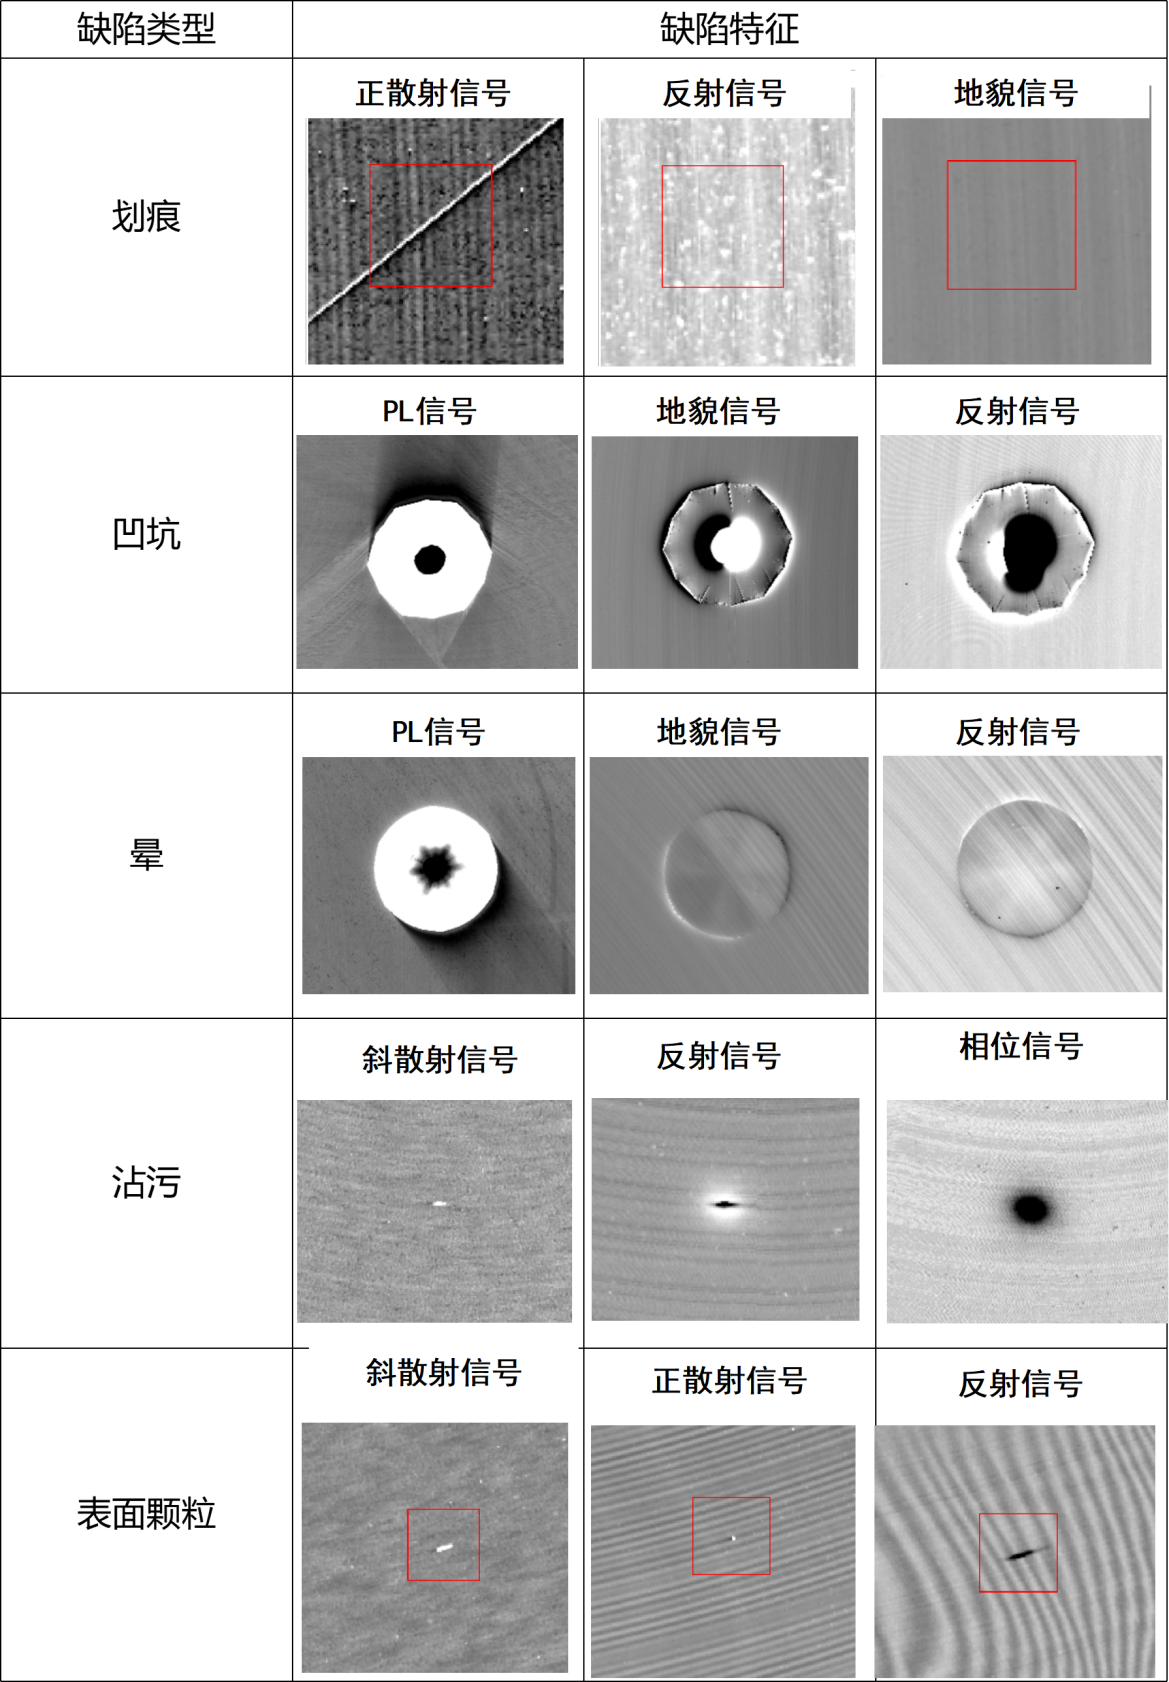 缺陷类型
缺陷特征
划痕
正散射信号
反射信号
地貌信号
凹坑
PL信号
地貌信号
反射信号
晕
PL信号
地貌信号
反射信号
沾污
斜散射信号
反射信号
相位信号
表面颗粒
斜散射信号
正散射信号
反射信号